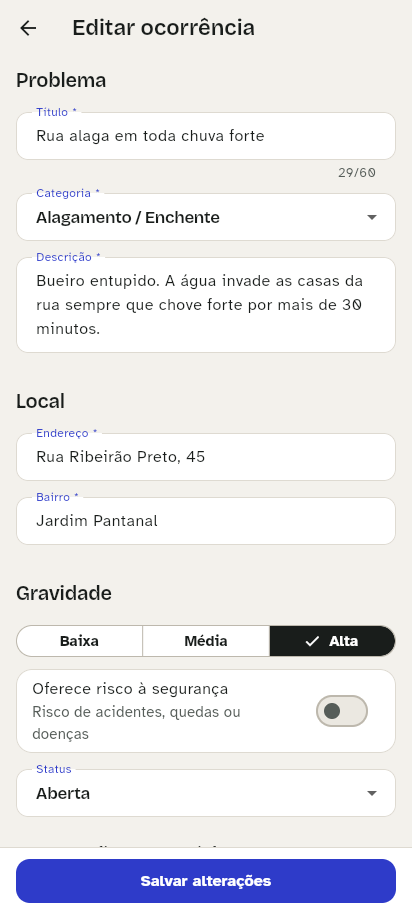 Editar ocorrência
Problema
Título *
Rua alaga em toda chuva forte
29/60
Categoria *
Alagamento / Enchente
Descrição *
Bueiro entupido. A água invade as casas da
rua sempre que chove forte por mais de 30
minutos.
Local
Endereço *
Rua Ribeirão Preto, 45
Bairro *
Jardim Pantanal
Gravidade
Baixa
Média
Alta
Oferece risco à segurança
Risco de acidentes, quedas ou
doenças
Status
Aberta
Salvar alterações